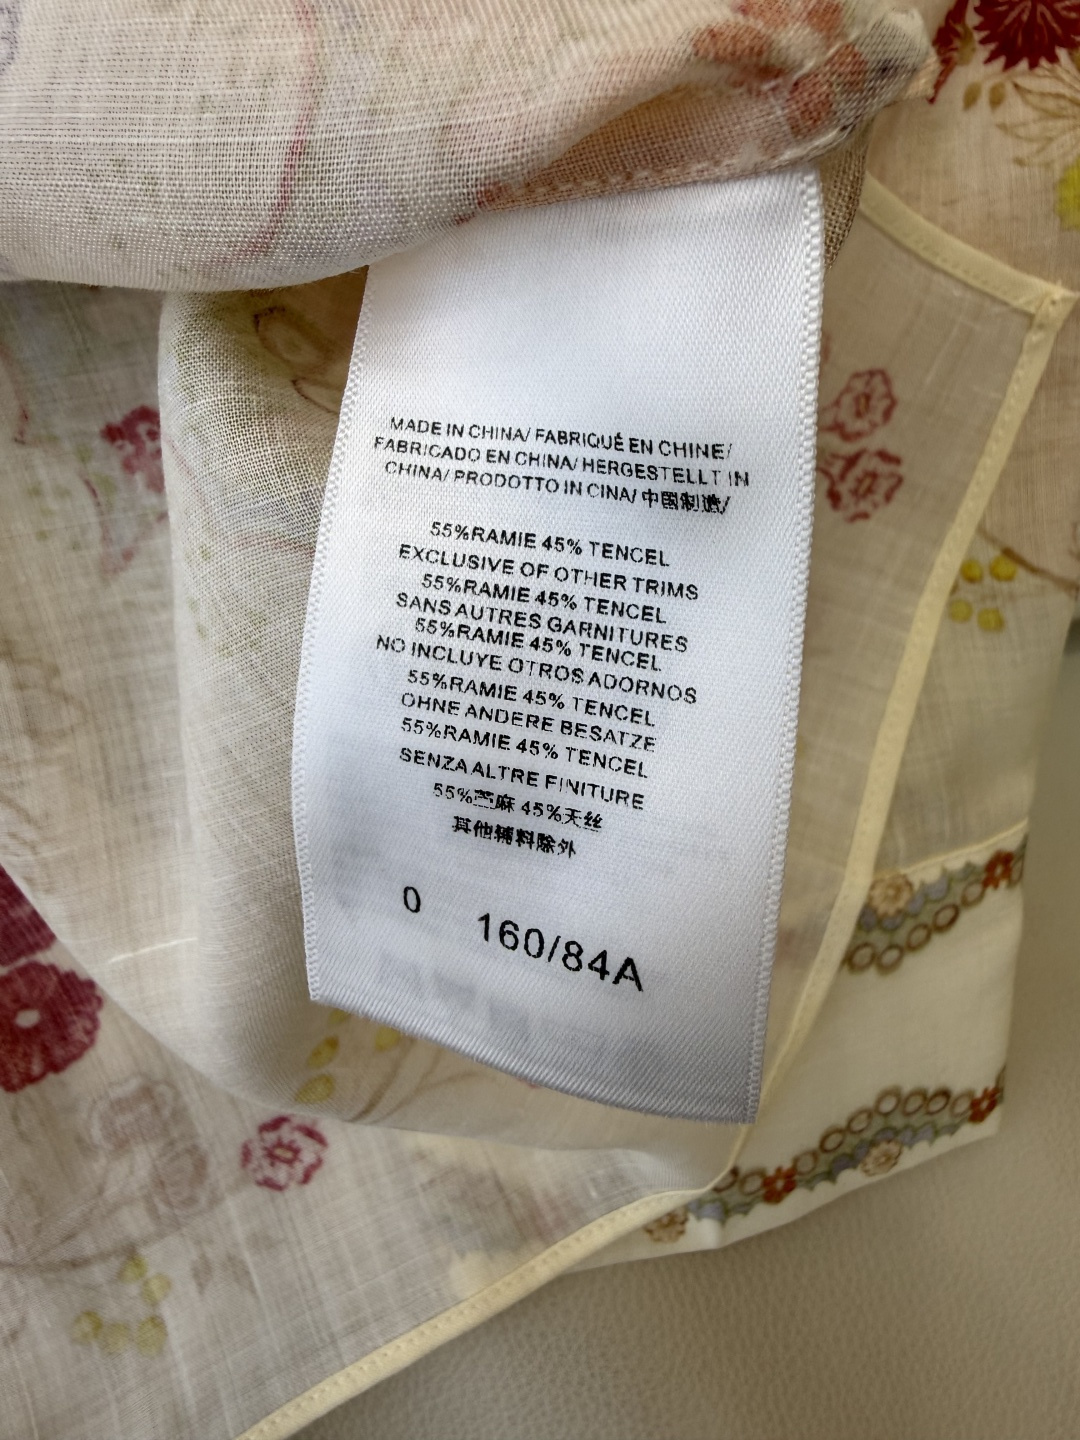 MADE IN CHINA/ FABRIQUÉ EN CHINE/
FABRICADO EN CHINA/ HERGESTELLT IN
CHINA/ PRODOTTO IN CINA/ 中国制造/
55%RAMIE 45% TENCEL
EXCLUSIVE OF OTHER TRIMS
55%RAMIE 45% TENCEL
SANS AUTRES GARNITURES
55%RAMIE 45% TENCEL
NO INCLUYE OTROS ADORNOS
55%RAMIE 45% TENCEL
OHNE ANDERE BESATZE
55%RAMIE 45% TENCEL
SENZA ALTRE FINITURE
55%苎麻 45%天丝
其他辅料除外
0 160/84A